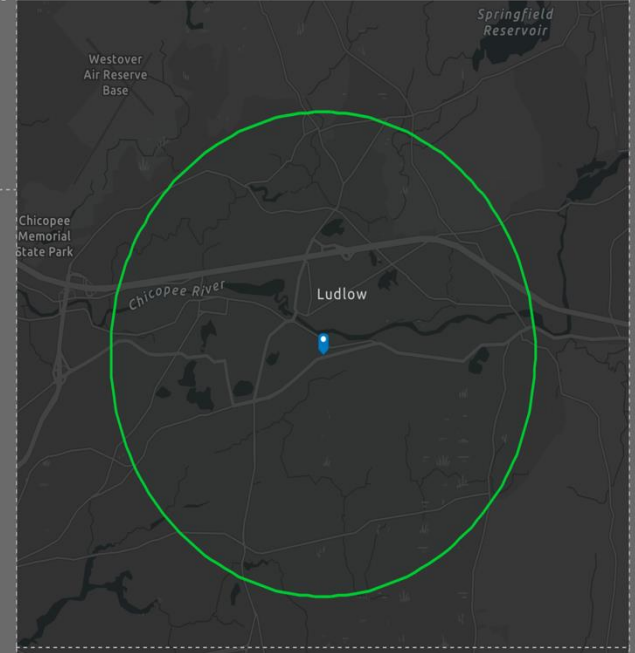 Springfield
Reservoir
Westover
Air Reserve
Base
Chicopee
Memorial
State Park
Chicopee River
Ludlow